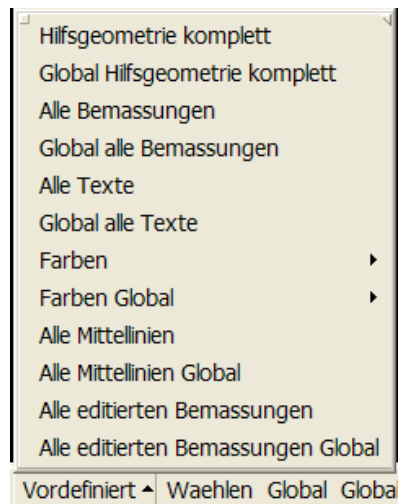 Hilfsgeometrie komplett
Global Hilfsgeometrie komplett
Alle Bemassungen
Global alle Bemassungen
Alle Texte
Global alle Texte
Farben
Farben Global
Alle Mittellinien
Alle Mittellinien Global
Alle editierten Bemassungen
Alle editierten Bemassungen Global
Vordefiniert Waehlen Global Globa